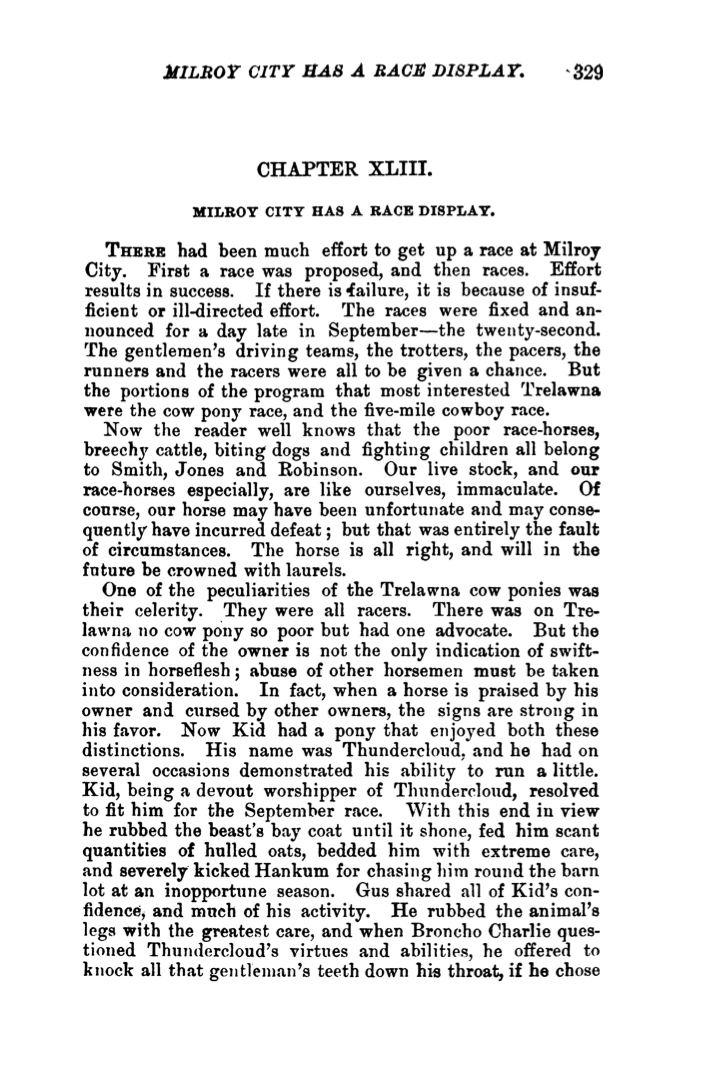 MILROY CITY HAS A RACE DISPLAY. 329
CHAPTER XLIII.
MILROY CITY HAS A RACE DISPLAY.
THERE had been much effort to get up a race at Milroy
City. First a race was proposed, and then races. Effort
results in success. If there is failure, it is because of insuf-
ficient or ill-directed effort. The races were fixed and an-
nounced for a day late in September—the twenty-second.
The gentlemen's driving teams, the trotters, the pacers, the
runners and the racers were all to be given a chance. But
the portions of the program that most interested Trelawna
were the cow pony race, and the five-mile cowboy race.
Now the reader well knows that the poor race-horses,
breechy cattle, biting dogs and fighting children all belong
to Smith, Jones and Robinson. Our live stock, and our
race-horses especially, are like ourselves, immaculate. Of
course, our horse may have been unfortunate and may conse-
quently have incurred defeat; but that was entirely the fault
of circumstances. The horse is all right, and will in the
future be crowned with laurels.
One of the peculiarities of the Trelawna cow ponies was
their celerity. They were all racers. There was on Tre-
lawna no cow pony so poor but had one advocate. But the
confidence of the owner is not the only indication of swift-
ness in horseflesh; abuse of other horsemen must be taken
into consideration. In fact, when a horse is praised by his
owner and cursed by other owners, the signs are strong in
his favor. Now Kid had a pony that enjoyed both these
distinctions. His name was Thundercloud, and he had on
several occasions demonstrated his ability to run a little.
Kid, being a devout worshipper of Thundercloud, resolved
to fit him for the September race. With this end in view
he rubbed the beast's bay coat until it shone, fed him scant
quantities of hulled oats, bedded him with extreme care,
and severely kicked Hankum for chasing him round the barn
lot at an inopportune season. Gus shared all of Kid's con-
fidence, and much of his activity. He rubbed the animal's
legs with the greatest care, and when Broncho Charlie ques-
tioned Thundercloud's virtues and abilities, he offered to
knock all that gentleman's teeth down his throat, if he chose